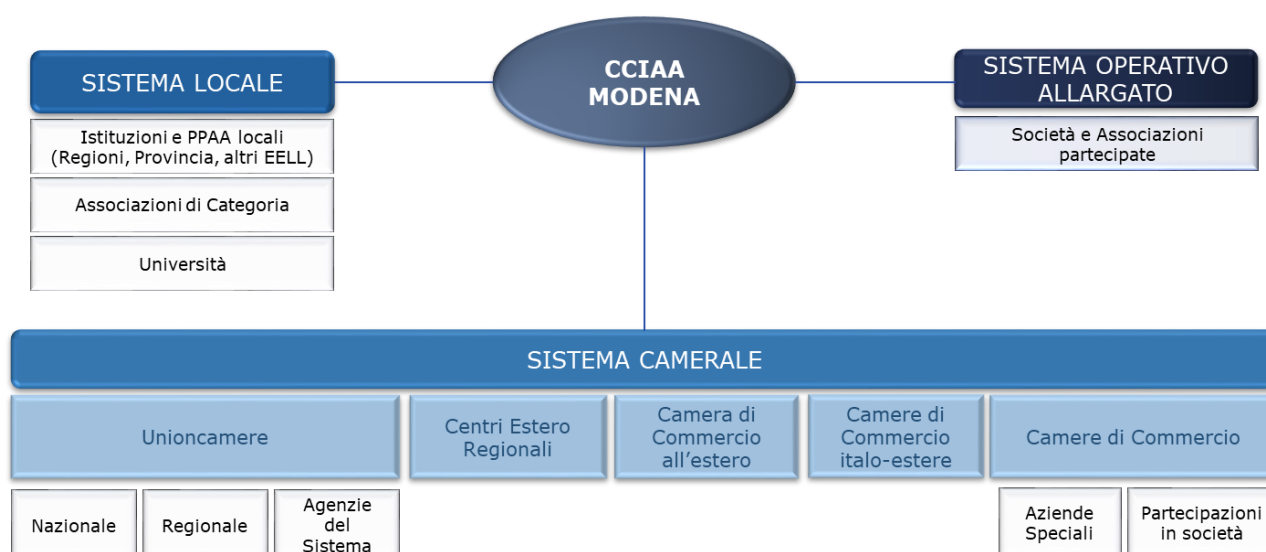 CCIAA
MODENA
SISTEMA LOCALE
Istituzioni e PPAA locali
(Regioni, Provincia, altri EELL)
Associazioni di Categoria
Università
SISTEMA OPERATIVO
ALLARGATO
Società e Associazioni
partecipate
SISTEMA CAMERALE
Unioncamere
Centri Estero
Regionali
Camera di
Commercio
all’estero
Camere di
Commercio
italo-estere
Camere di Commercio
Nazionale
Regionale
Agenzie
del
Sistema
Aziende
Speciali
Partecipazioni
in società